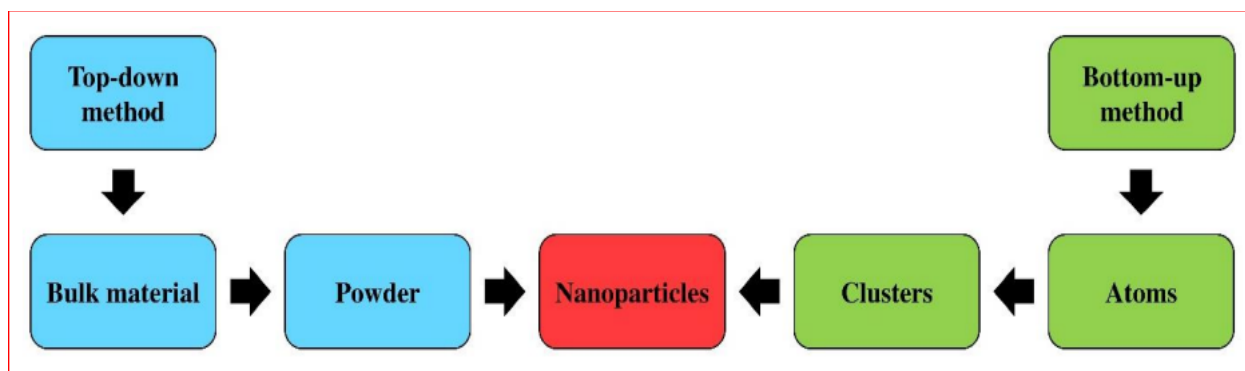 Top-down
method
Bottom-up
method
Bulk material
Powder
Nanoparticles
Clusters
Atoms